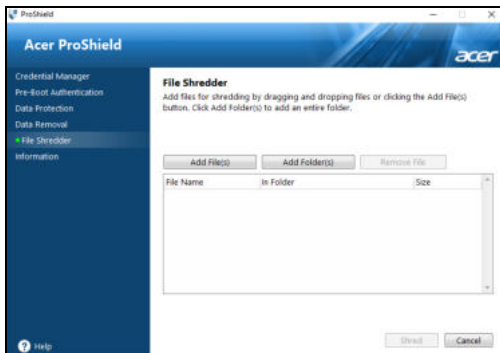 ProShield
Acer ProShield
acer
Credential Manager
Pre-Boot Authentication
Data Protection
Data Removal
File Shredder
Information
File Shredder
Add files for shredding by dragging and dropping files or clicking the Add File(s)
button. Click Add Folder(s) to add an entire folder.
Add File(s) Add Folder(s) Remove File
File Name In Folder Size
Help
Shred Cancel